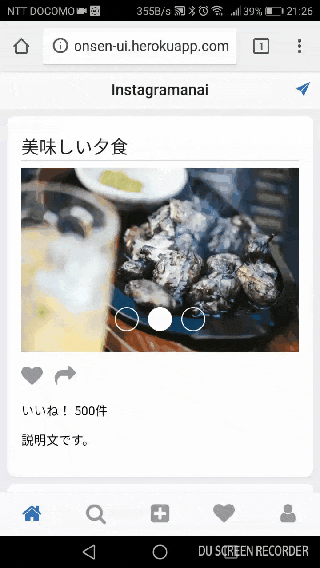 NTT DOCOMO 355B/s 39% 21:26
onsen-ui.herokuapp.com 1
Instagramanai
美味しい夕食
いいね！ 500件
説明文です。
DU SCREEN RECORDER